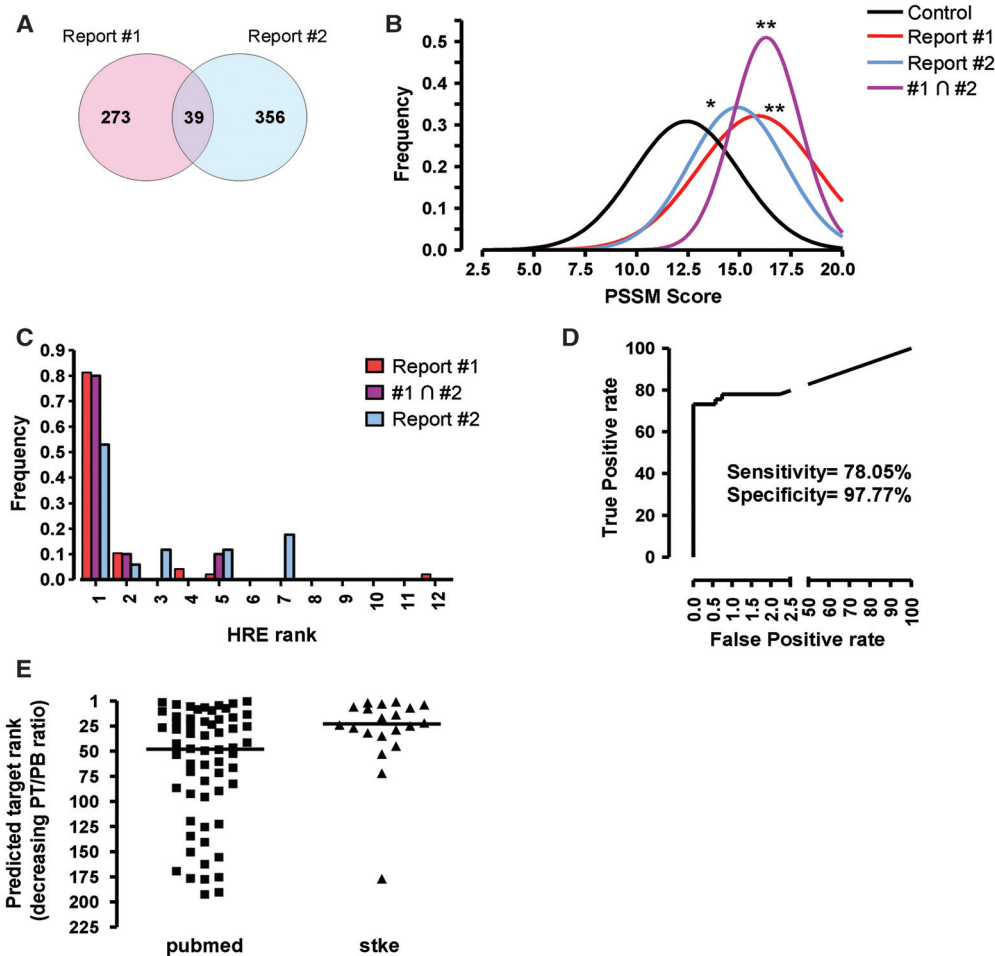 A
Report #1
Report #2
273
39
356
B
Control
Report #1
Report #2
#1 ∩ #2
Frequency
0.5
0.4
0.3
0.2
0.1
0.0
**
*
**
2.5 5.0 7.5 10.0 12.5 15.0 17.5 20.0
PSSM Score
C
Frequency
0.9
0.8
0.7
0.6
0.5
0.4
0.3
0.2
0.1
0.0
Report #1
#1 ∩ #2
Report #2
1 2 3 4 5 6 7 8 9 10 11 12
HRE rank
D
True Positive rate
100
80
60
40
20
0
Sensitivity= 78.05%
Specificity= 97.77%
0.0 0.5 1.0 1.5 2.0 2.5 50 60 70 80 90 100
False Positive rate
E
Predicted target rank
(decreasing PT/PB ratio)
1
25
50
75
100
125
150
175
200
225
pubmed stke